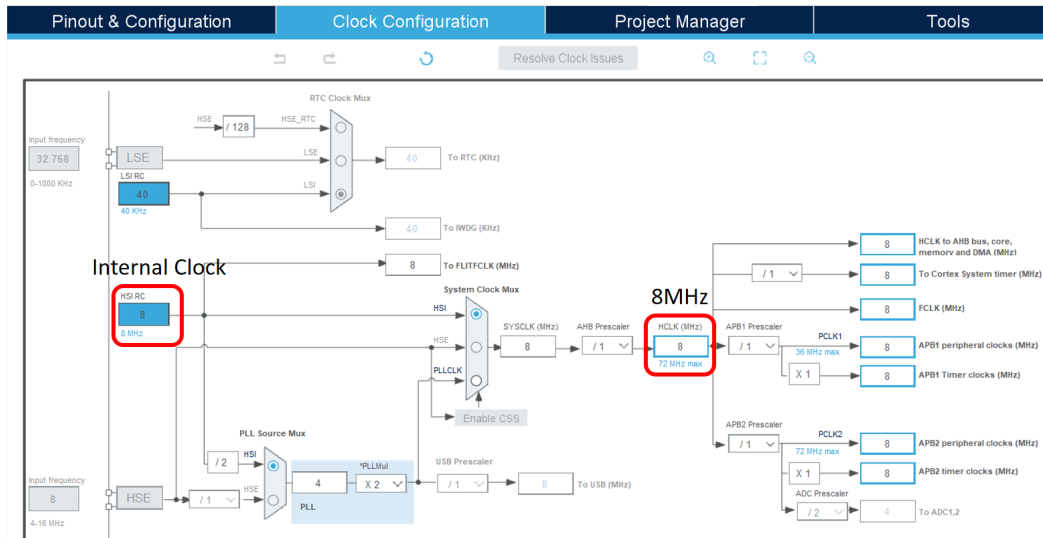 Pinout & Configuration
Clock Configuration
Project Manager
Tools
Resolve Clock Issues
RTC Clock Mux
HSE
/ 128
HSE_RTC
Input frequency
32.768
0-1000 KHz
LSE
LSE
40
To RTC (KHz)
LSI RC
40
40 KHz
LSI
40
To IWDG (KHz)
Internal Clock
8
To FLITFCLK (MHz)
HSI RC
8
8 MHz
System Clock Mux
HSI
HSE
PLLCLK
SYSCLK (MHz)
8
AHB Prescaler
/ 1
8MHz
HCLK (MHz)
8
72 MHz max
8
HCLK to AHB bus, core,
memory and DMA (MHz)
/ 1
8
To Cortex System timer (MHz)
8
FCLK (MHz)
APB1 Prescaler
/ 1
PCLK1
36 MHz max
8
APB1 peripheral clocks (MHz)
X 1
8
APB1 Timer clocks (MHz)
Enable CSS
APB2 Prescaler
/ 1
PCLK2
72 MHz max
8
APB2 peripheral clocks (MHz)
X 1
8
APB2 timer clocks (MHz)
ADC Prescaler
/ 2
4
To ADC1,2
PLL Source Mux
/ 2
HSI
4
*PLLMul
X 2
PLL
USB Prescaler
/ 1
8
To USB (MHz)
Input frequency
8
4-16 MHz
HSE
/ 1
HSE